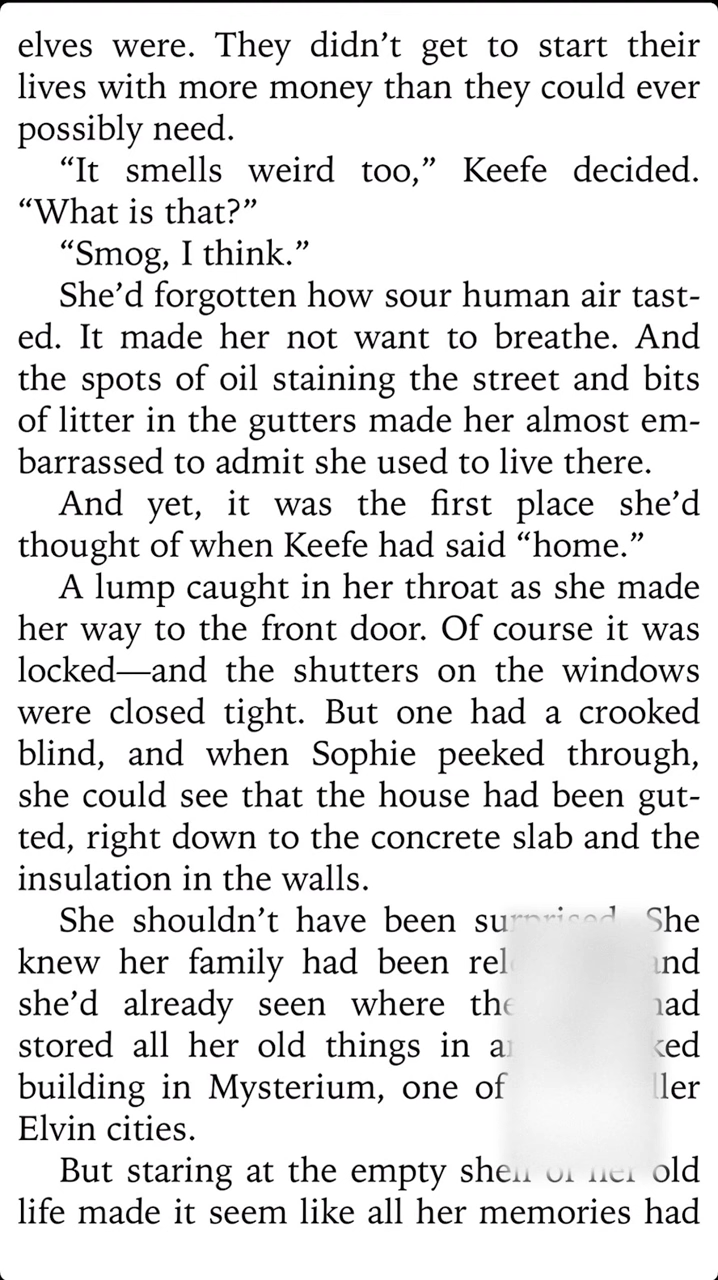 elves were. They didn’t get to start their
lives with more money than they could ever
possibly need.
“It smells weird too,” Keefe decided.
“What is that?”
“Smog, I think.”
She’d forgotten how sour human air tast-
ed. It made her not want to breathe. And
the spots of oil staining the street and bits
of litter in the gutters made her almost em-
barrassed to admit she used to live there.
And yet, it was the first place she’d
thought of when Keefe had said “home.”
A lump caught in her throat as she made
her way to the front door. Of course it was
locked—and the shutters on the windows
were closed tight. But one had a crooked
blind, and when Sophie peeked through,
she could see that the house had been gut-
ted, right down to the concrete slab and the
insulation in the walls.
She shouldn’t have been surprised. She
knew her family had been and
she’d already seen where had
stored all her old things in
building in Mysterium, one of
Elvin cities.
But staring at the empty shell of her old
life made it seem like all her memories had